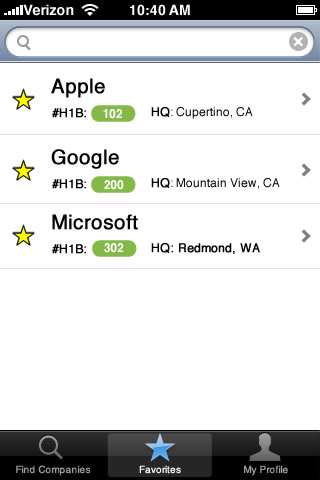 Verizon 10:40 AM
Apple
#H1B: 102 HQ: Cupertino, CA
Google
#H1B: 200 HQ: Mountain View, CA
Microsoft
#H1B: 302 HQ: Redmond, WA
Find Companies Favorites My Profile